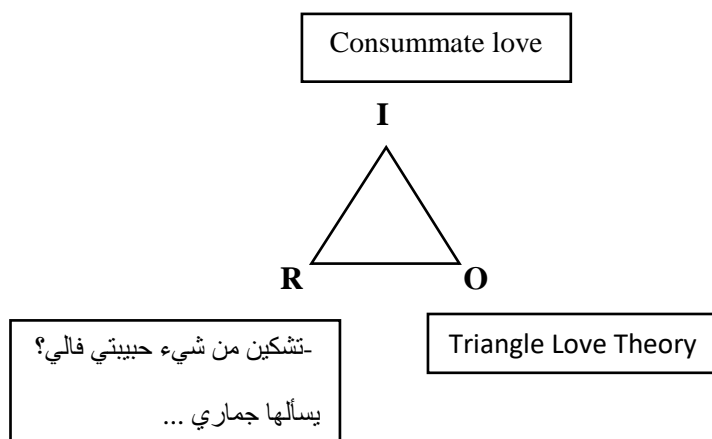 Consummate love
I
R O
-تشكين من شيء حبيبتي فالي؟
يسألها جماري ...
Triangle Love Theory